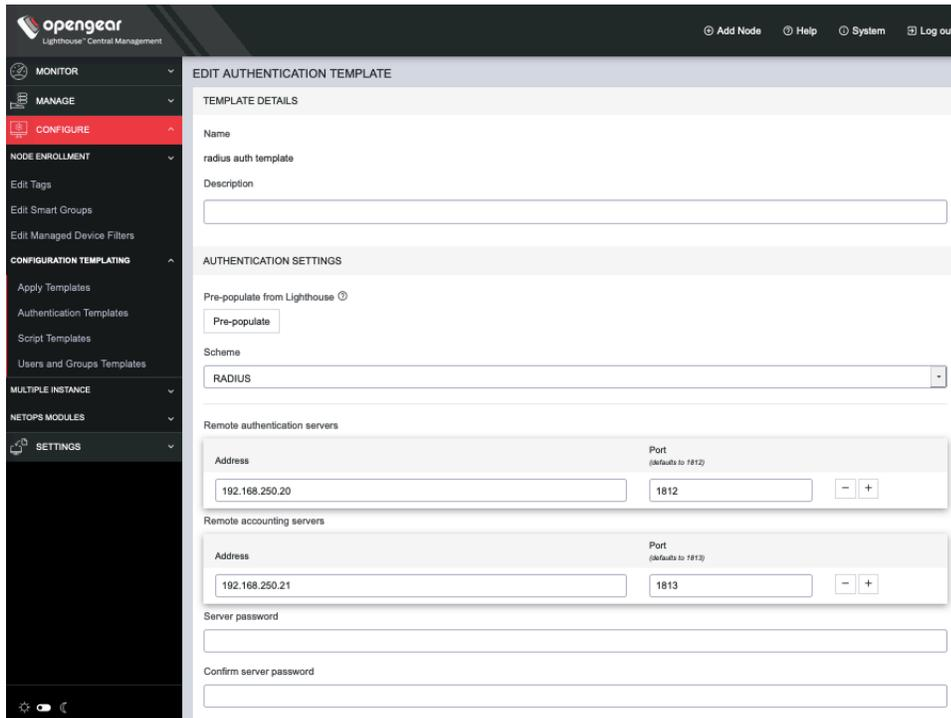 opengear
Lighthouse™ Central Management
Add Node
Help
System
Log ou
MONITOR
MANAGE
CONFIGURE
NODE ENROLLMENT
Edit Tags
Edit Smart Groups
Edit Managed Device Filters
CONFIGURATION TEMPLATING
Apply Templates
Authentication Templates
Script Templates
Users and Groups Templates
MULTIPLE INSTANCE
NETOPS MODULES
SETTINGS
EDIT AUTHENTICATION TEMPLATE
TEMPLATE DETAILS
Name
radius auth template
Description
AUTHENTICATION SETTINGS
Pre-populate from Lighthouse
Pre-populate
Scheme
RADIUS
Remote authentication servers
Address
Port
(defaults to 1812)
192.168.250.20
1812
Remote accounting servers
Address
Port
(defaults to 1813)
192.168.250.21
1813
Server password
Confirm server password